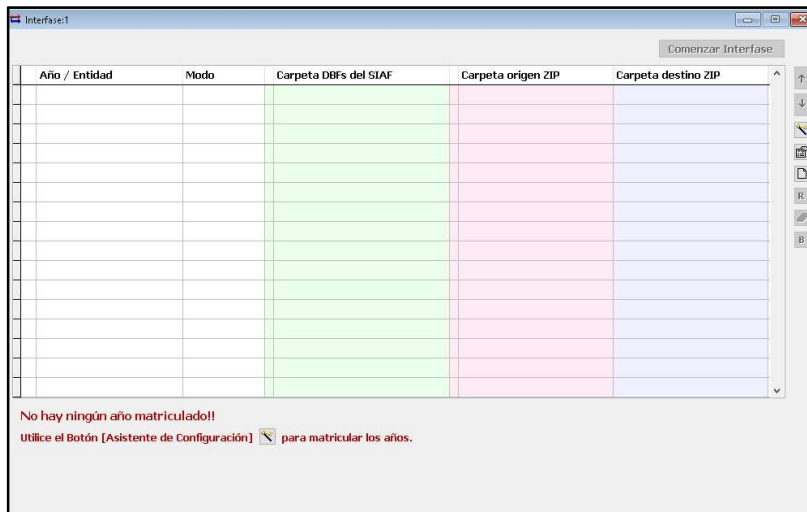 Interfase:1
Comenzar Interfase
Año / Entidad Modo Carpeta DBFs del SIAF Carpeta origen ZIP Carpeta destino ZIP
R
B
No hay ningún año matriculado!!
Utilice el Botón [Asistente de Configuración] para matricular los años.